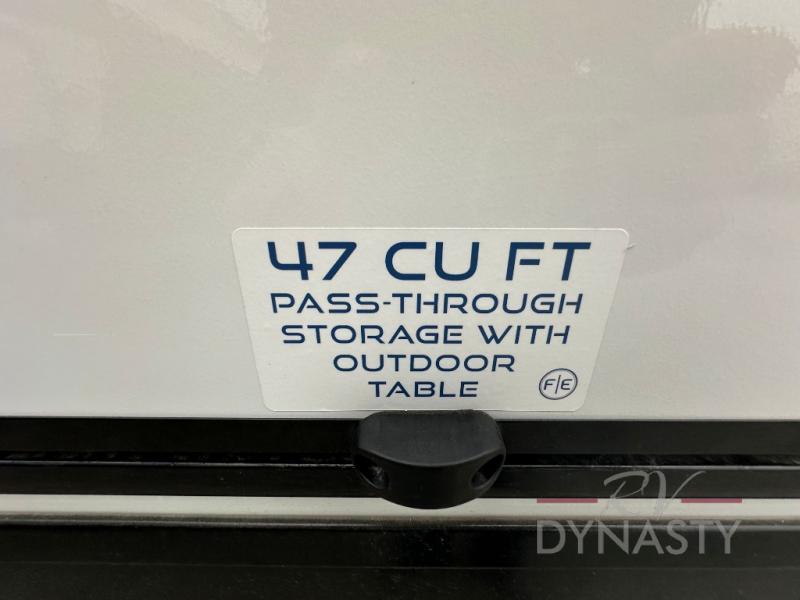 47 CU FT
PASS-THROUGH
STORAGE WITH
OUTDOOR
TABLE
F/E
RV
DYNASTY